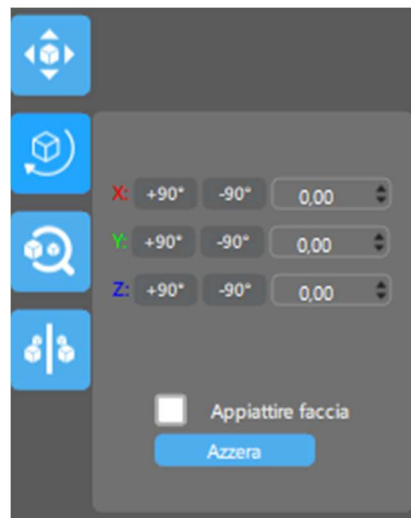 X: +90° -90° 0,00
Y: +90° -90° 0,00
Z: +90° -90° 0,00
Appiattire faccia
Azzera